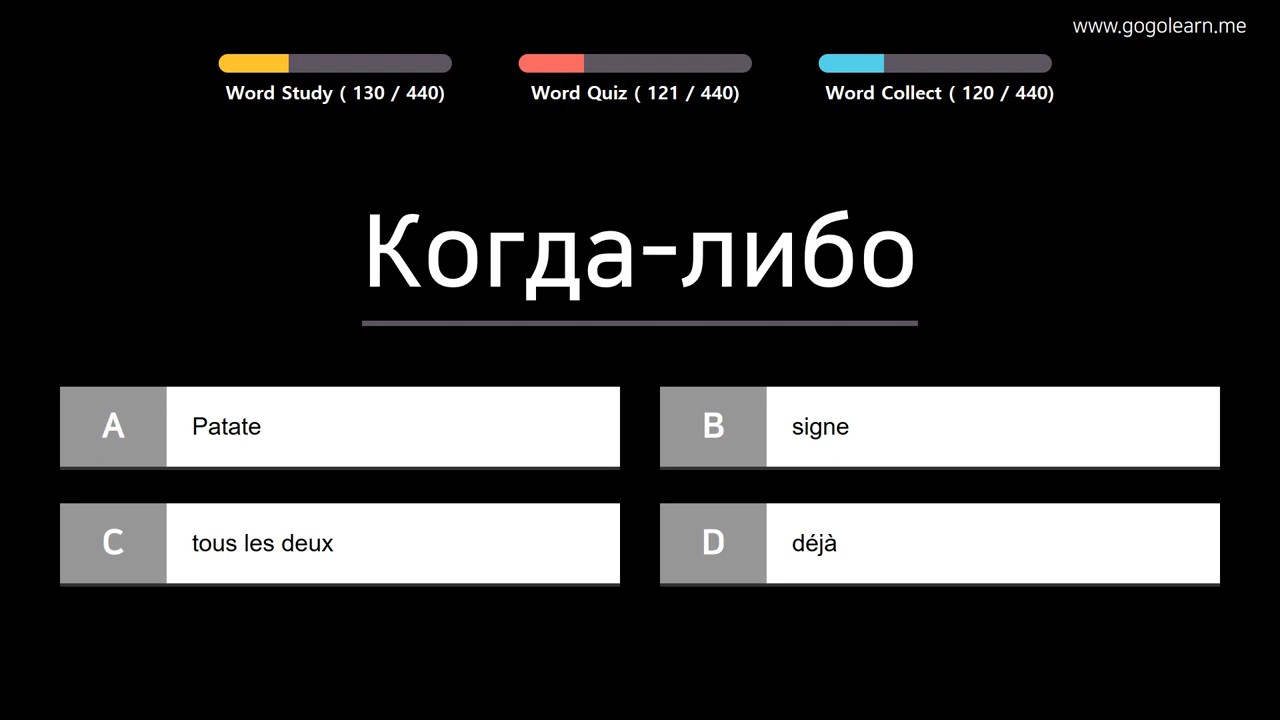 www.gogolearn.me
Word Study ( 130 / 440)
Word Quiz ( 121 / 440)
Word Collect ( 120 / 440)
Когда-либо
A Patate
B signe
C tous les deux
D déjà